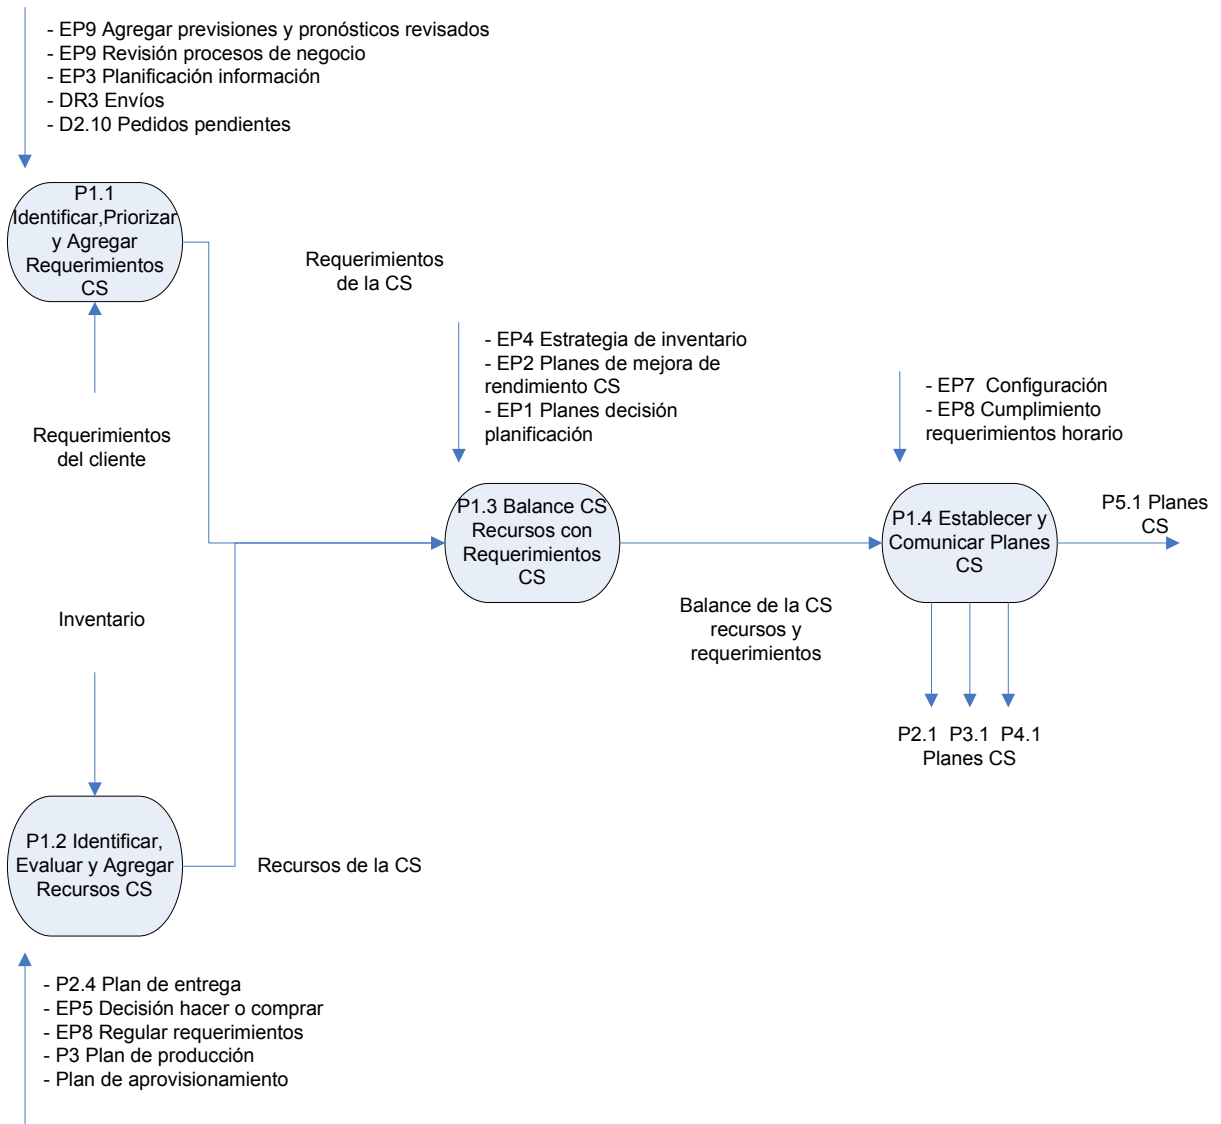 - EP9 Agregar previsiones y pronósticos revisados
- EP9 Revisión procesos de negocio
- EP3 Planificación información
- DR3 Envíos
- D2.10 Pedidos pendientes
P1.1
Identificar,Priorizar
y Agregar
Requerimientos
CS
Requerimientos
de la CS
- EP4 Estrategia de inventario
- EP2 Planes de mejora de
rendimiento CS
- EP1 Planes decisión
planificación
- EP7  Configuración
- EP8 Cumplimiento
requerimientos horario
Requerimientos
del cliente
P1.3 Balance CS
Recursos con
Requerimientos
CS
P1.4 Establecer y
Comunicar Planes
CS
P5.1 Planes
CS
Inventario
Balance de la CS
recursos y
requerimientos
P2.1  P3.1  P4.1
Planes CS
P1.2 Identificar,
Evaluar y Agregar
Recursos CS
Recursos de la CS
- P2.4 Plan de entrega
- EP5 Decisión hacer o comprar
- EP8 Regular requerimientos
- P3 Plan de producción
- Plan de aprovisionamiento